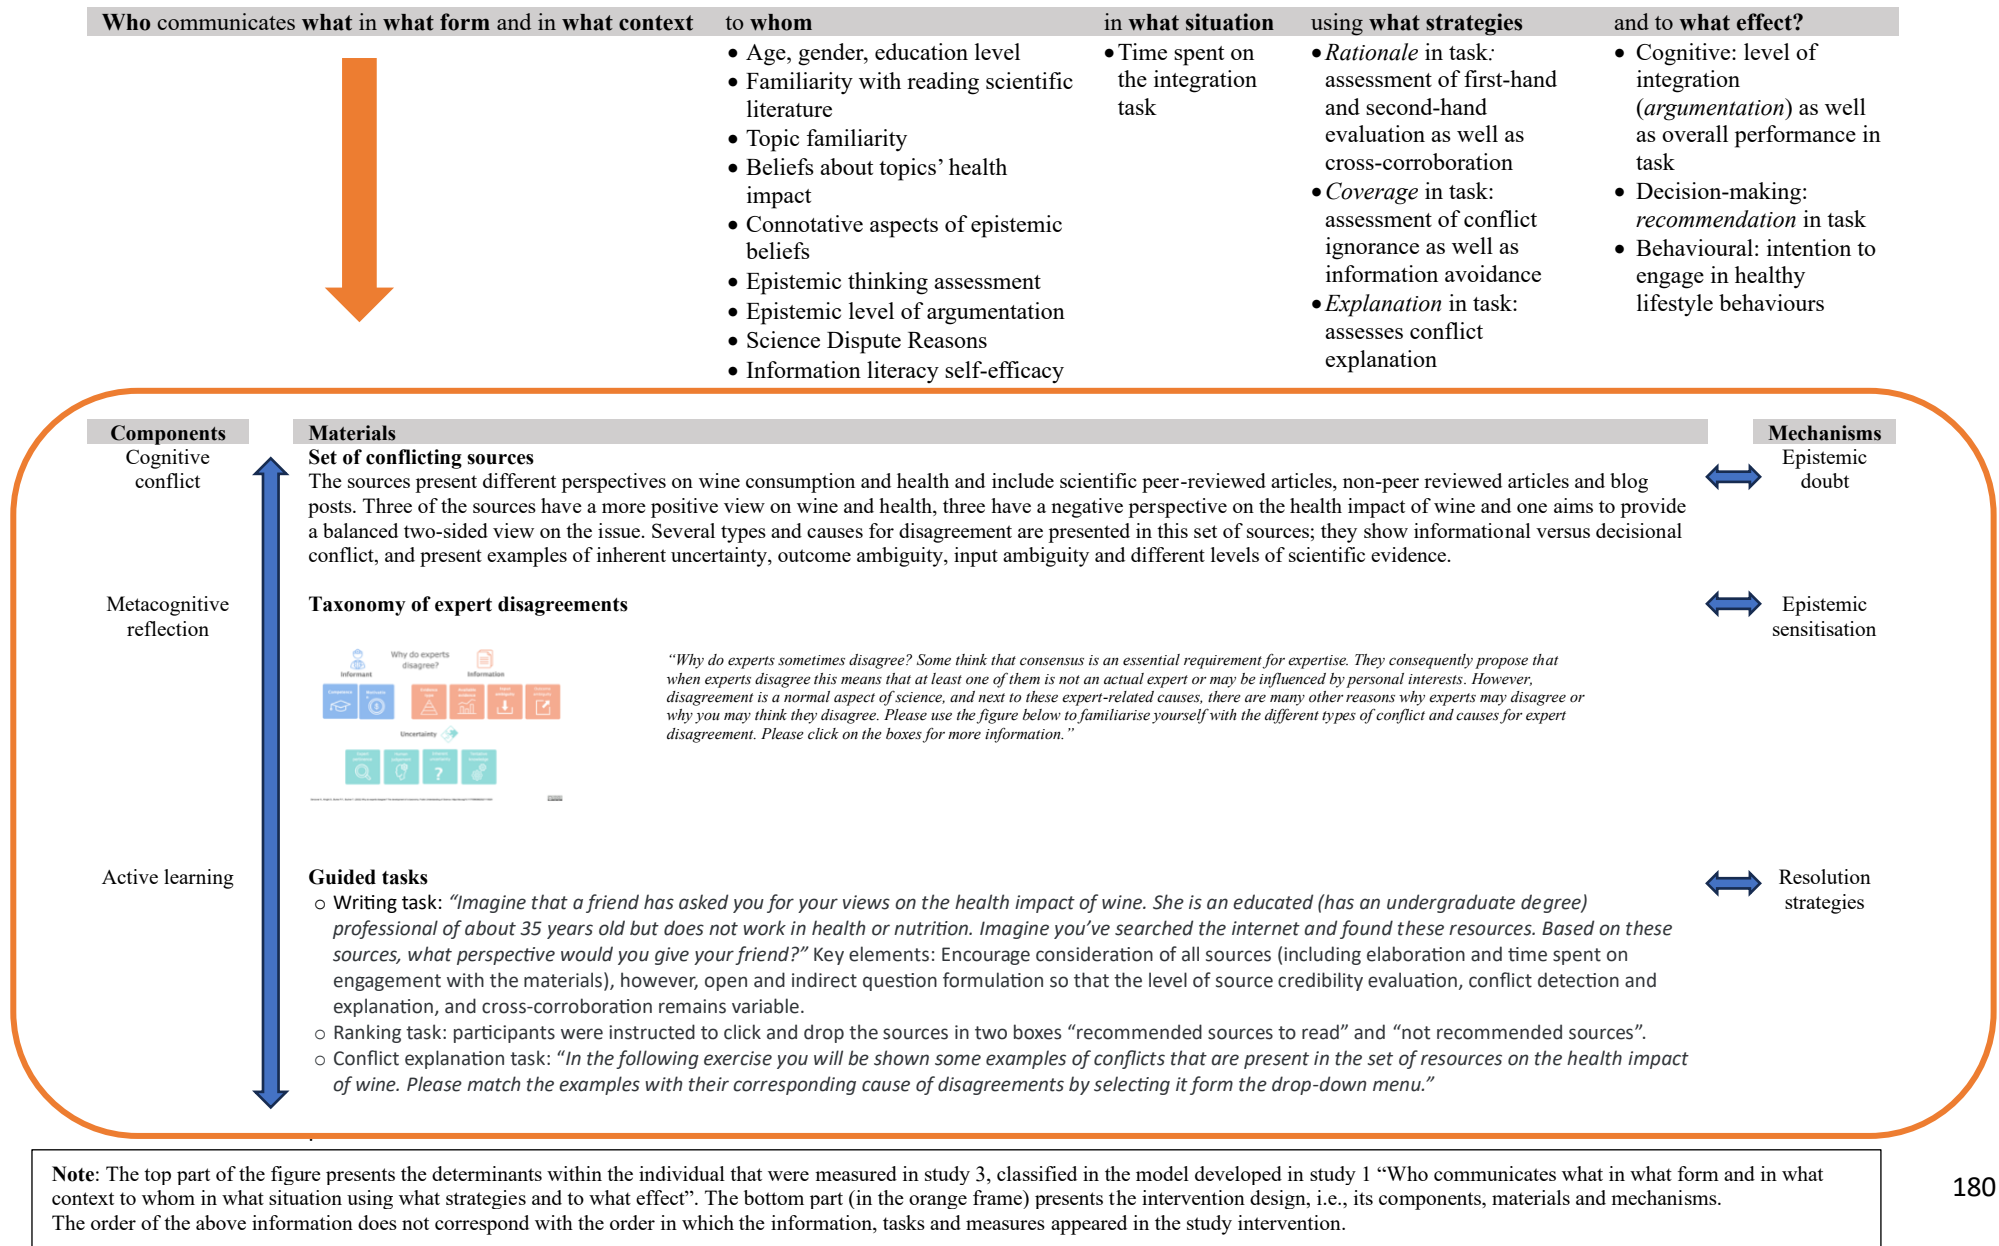 Who communicates what in what form and in what context
to whom
• Age, gender, education level
• Familiarity with reading scientific
literature
• Topic familiarity
• Beliefs about topics’ health
impact
• Connotative aspects of epistemic
beliefs
• Epistemic thinking assessment
• Epistemic level of argumentation
• Science Dispute Reasons
• Information literacy self-efficacy
in what situation
• Time spent on
the integration
task
using what strategies
• Rationale in task:
assessment of first-hand
and second-hand
evaluation as well as
cross-corroboration
• Coverage in task:
assessment of conflict
ignorance as well as
information avoidance
• Explanation in task:
assesses conflict
explanation
and to what effect?
• Cognitive: level of
integration
(argumentation) as well
as overall performance in
task
• Decision-making:
recommendation in task
• Behavioural: intention to
engage in healthy
lifestyle behaviours
Components
Materials
Mechanisms
Cognitive
conflict
Set of conflicting sources
The sources present different perspectives on wine consumption and health and include scientific peer-reviewed articles, non-peer reviewed articles and blog
posts. Three of the sources have a more positive view on wine and health, three have a negative perspective on the health impact of wine and one aims to provide
a balanced two-sided view on the issue. Several types and causes for disagreement are presented in this set of sources; they show informational versus decisional
conflict, and present examples of inherent uncertainty, outcome ambiguity, input ambiguity and different levels of scientific evidence.
Epistemic
doubt
Metacognitive
reflection
Taxonomy of expert disagreements
Why do experts
disagree?
Informant
Information
Uncertainty
“Why do experts sometimes disagree? Some think that consensus is an essential requirement for expertise. They consequently propose that
when experts disagree this means that at least one of them is not an actual expert or may be influenced by personal interests. However,
disagreement is a normal aspect of science, and next to these expert-related causes, there are many other reasons why experts may disagree or
why you may think they disagree. Please use the figure below to familiarise yourself with the different types of conflict and causes for expert
disagreement. Please click on the boxes for more information.”
Epistemic
sensitisation
Active learning
Guided tasks
o Writing task: “Imagine that a friend has asked you for your views on the health impact of wine. She is an educated (has an undergraduate degree)
professional of about 35 years old but does not work in health or nutrition. Imagine you’ve searched the internet and found these resources. Based on these
sources, what perspective would you give your friend?” Key elements: Encourage consideration of all sources (including elaboration and time spent on
engagement with the materials), however, open and indirect question formulation so that the level of source credibility evaluation, conflict detection and
explanation, and cross-corroboration remains variable.
o Ranking task: participants were instructed to click and drop the sources in two boxes “recommended sources to read” and “not recommended sources”.
o Conflict explanation task: “In the following exercise you will be shown some examples of conflicts that are present in the set of resources on the health impact
of wine. Please match the examples with their corresponding cause of disagreements by selecting it form the drop-down menu.”
Resolution
strategies
Note: The top part of the figure presents the determinants within the individual that were measured in study 3, classified in the model developed in study 1 “Who communicates what in what form and in what
context to whom in what situation using what strategies and to what effect”. The bottom part (in the orange frame) presents the intervention design, i.e., its components, materials and mechanisms.
The order of the above information does not correspond with the order in which the information, tasks and measures appeared in the study intervention.
180